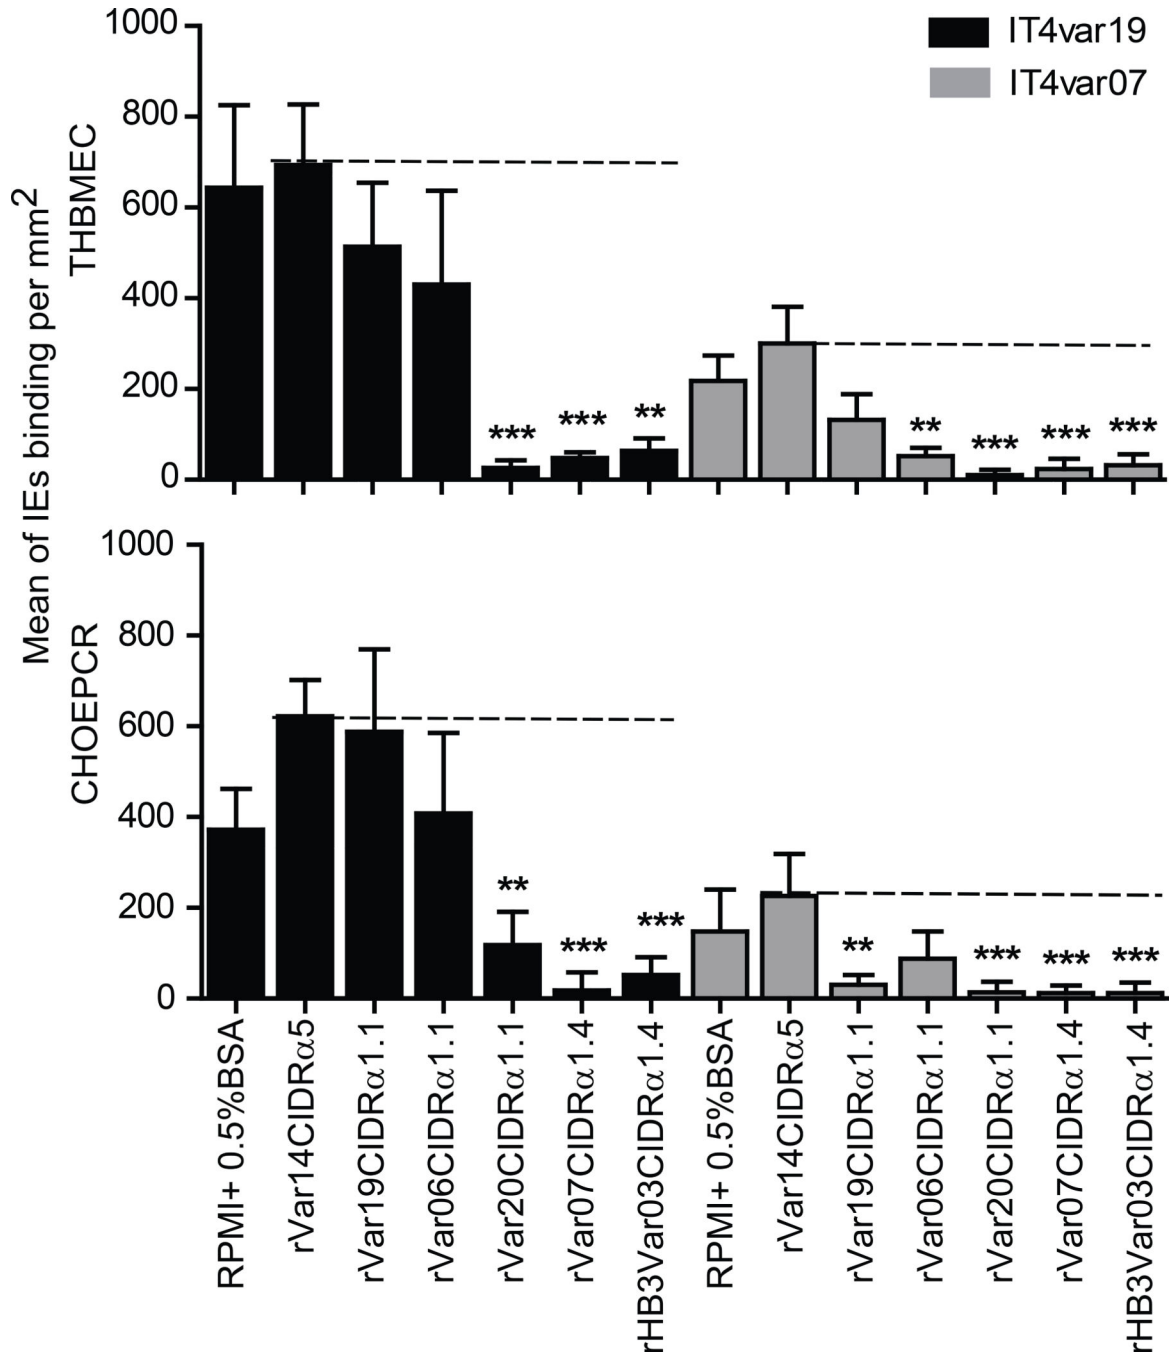 IT4var19
IT4var07
Mean of IEs binding per mm²
THBMEC
1000
800
600
400
200
0
*** *** ** ** *** *** ***
CHOEPCR
1000
800
600
400
200
0
** *** *** ** *** *** ***
RPMI+ 0.5%BSA
rVar14CIDRα5
rVar19CIDRα1.1
rVar06CIDRα1.1
rVar20CIDRα1.1
rVar07CIDRα1.4
rHB3Var03CIDRα1.4
RPMI+ 0.5%BSA
rVar14CIDRα5
rVar19CIDRα1.1
rVar06CIDRα1.1
rVar20CIDRα1.1
rVar07CIDRα1.4
rHB3Var03CIDRα1.4